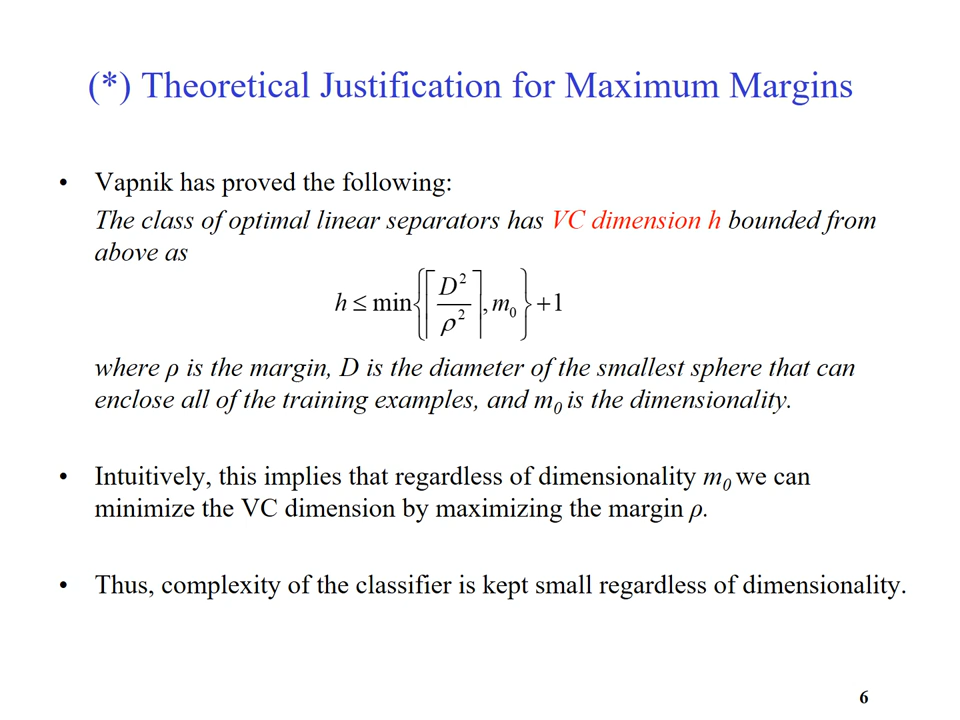 (*) Theoretical Justification for Maximum Margins
• Vapnik has proved the following:
The class of optimal linear separators has VC dimension h bounded from
above as
h ≤ min{⌈D²/ρ²⌉, m₀} + 1
where ρ is the margin, D is the diameter of the smallest sphere that can
enclose all of the training examples, and m₀ is the dimensionality.
• Intuitively, this implies that regardless of dimensionality m₀ we can
minimize the VC dimension by maximizing the margin ρ.
• Thus, complexity of the classifier is kept small regardless of dimensionality.
6